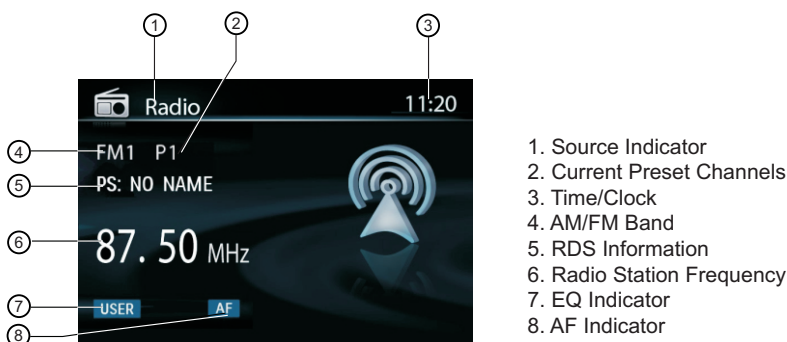 1 2 3
Radio 11:20
4 FM1 P1
5 PS: NO NAME
6 87. 50 MHz
7 USER AF
8
1. Source Indicator
2. Current Preset Channels
3. Time/Clock
4. AM/FM Band
5. RDS Information
6. Radio Station Frequency
7. EQ Indicator
8. AF Indicator